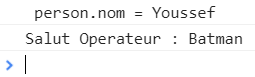 person.nom = Youssef
Salut Operateur : Batman
>